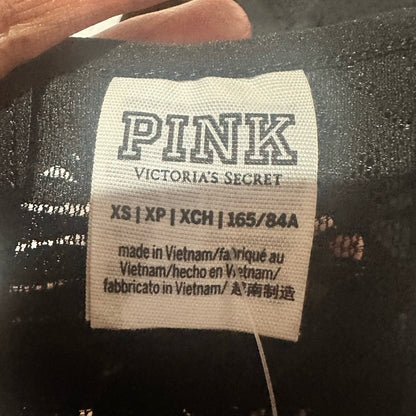 PINK
VICTORIA'S SECRET
XS | XP | XCH | 165/84A
made in Vietnam/fabriqué au
Vietnam/hecho en Vietnam/
fabbricato in Vietnam/ 越南制造